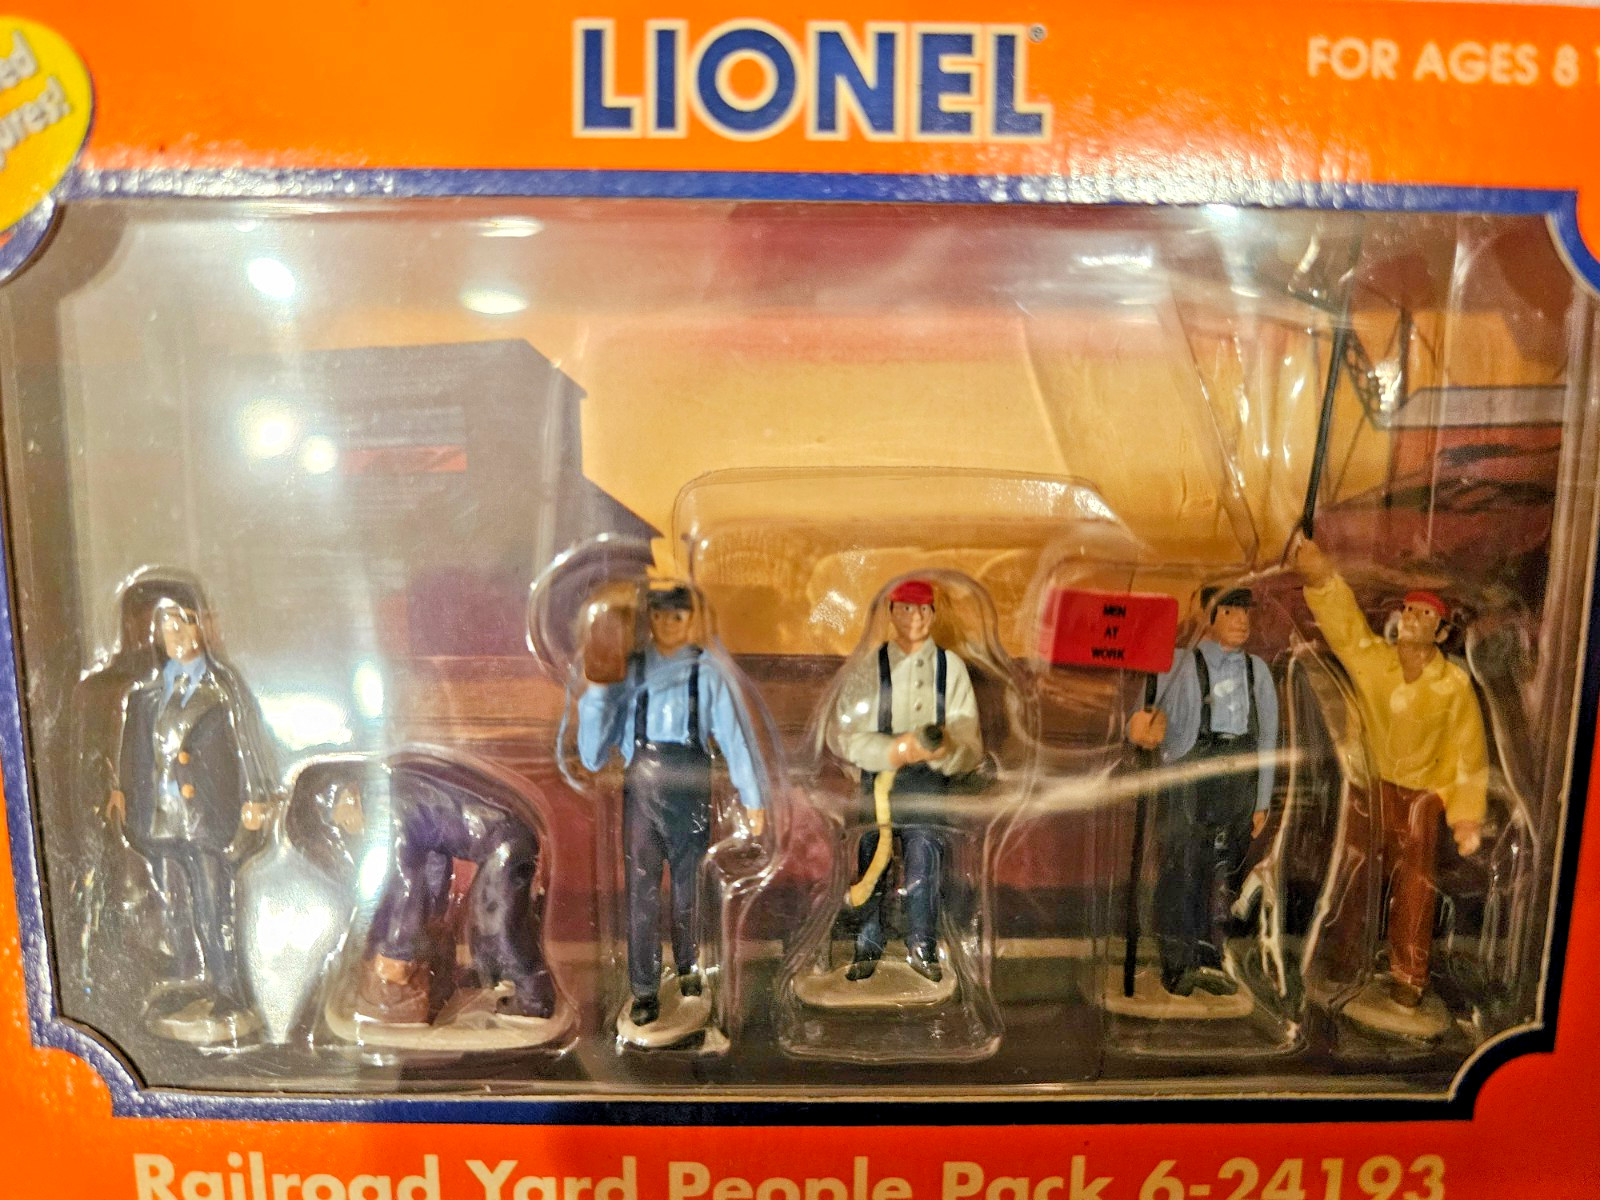 LIONEL®
FOR AGES 8
MEN
AT
WORK
Railroad Yard People Pack 6-24193